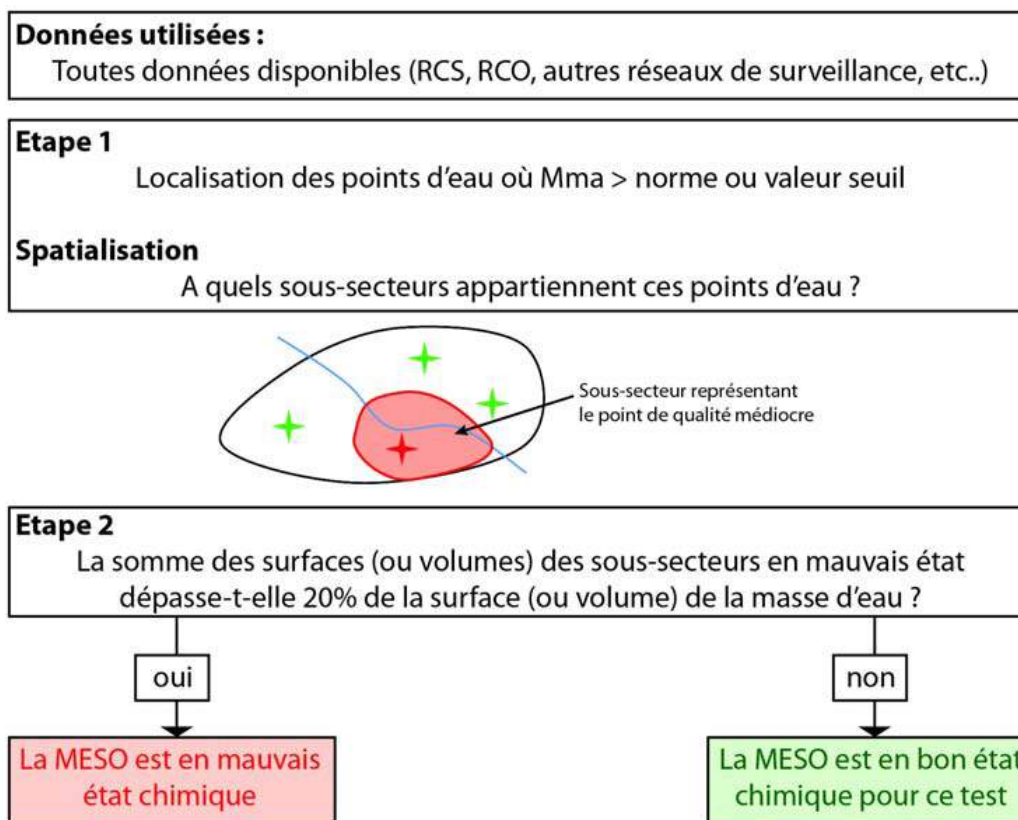 Données utilisées :
Toutes données disponibles (RCS, RCO, autres réseaux de surveillance, etc..)
Etape 1
Localisation des points d'eau où Mma > norme ou valeur seuil
Spatialisation
A quels sous-secteurs appartiennent ces points d'eau ?
Sous-secteur représentant
le point de qualité médiocre
Etape 2
La somme des surfaces (ou volumes) des sous-secteurs en mauvais état
dépasse-t-elle 20% de la surface (ou volume) de la masse d'eau ?
oui
non
La MESO est en mauvais
état chimique
La MESO est en bon état
chimique pour ce test